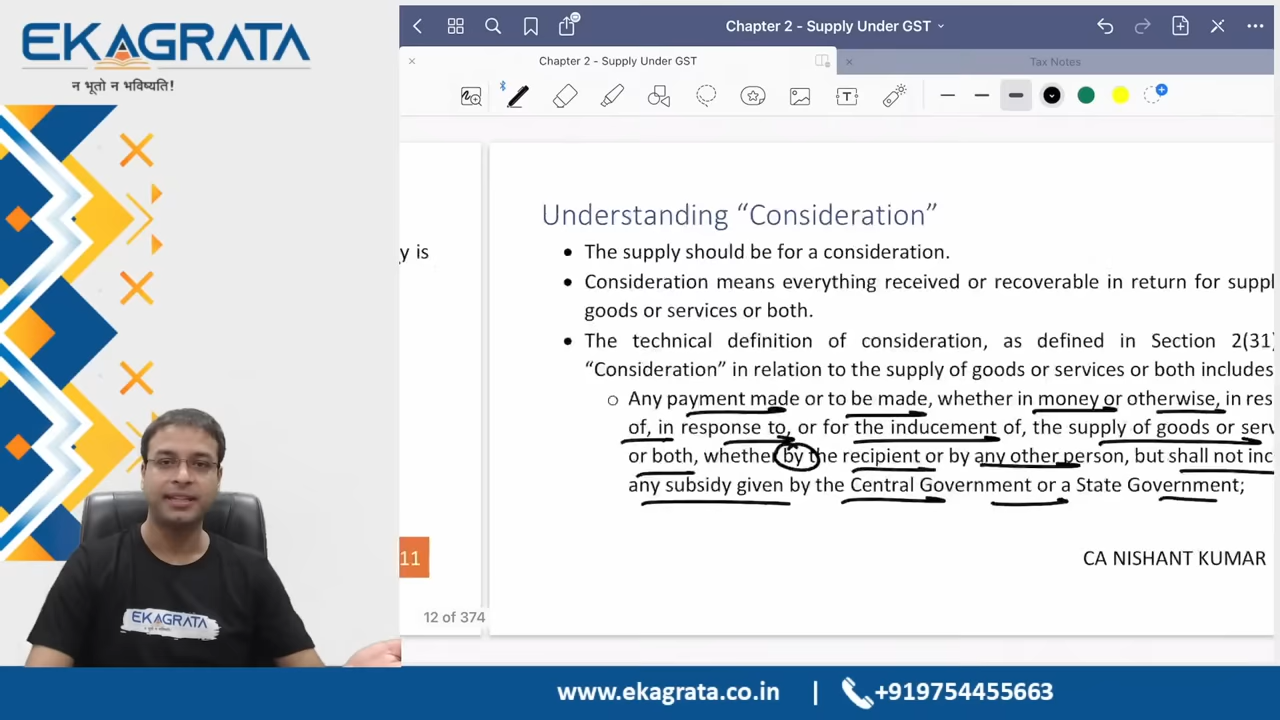 EKAGRATA
न भूतो न भविष्यति!
Chapter 2 - Supply Under GST
Chapter 2 - Supply Under GST
Tax Notes
y is
11
12 of 374
Understanding “Consideration”
• The supply should be for a consideration.
• Consideration means everything received or recoverable in return for suppl
goods or services or both.
• The technical definition of consideration, as defined in Section 2(31)
“Consideration” in relation to the supply of goods or services or both includes
o Any payment made or to be made, whether in money or otherwise, in res
of, in response to, or for the inducement of, the supply of goods or serv
or both, whether by the recipient or by any other person, but shall not inc
any subsidy given by the Central Government or a State Government;
CA NISHANT KUMAR
EKAGRATA
www.ekagrata.co.in | +919754455663